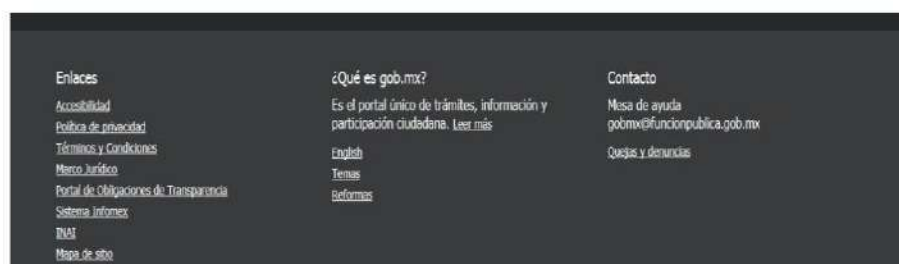 Enlaces
Accesibilidad
Política de privacidad
Términos y Condiciones
Marco Jurídico
Portal de Obligaciones de Transparencia
Sistema Infomex
INAI
Mapa de sitio
¿Qué es gob.mx?
Es el portal único de trámites, información y
participación ciudadana. Leer más
English
Temas
Reformas
Contacto
Mesa de ayuda
gobmx@funcionpublica.gob.mx
Quejas y denuncias